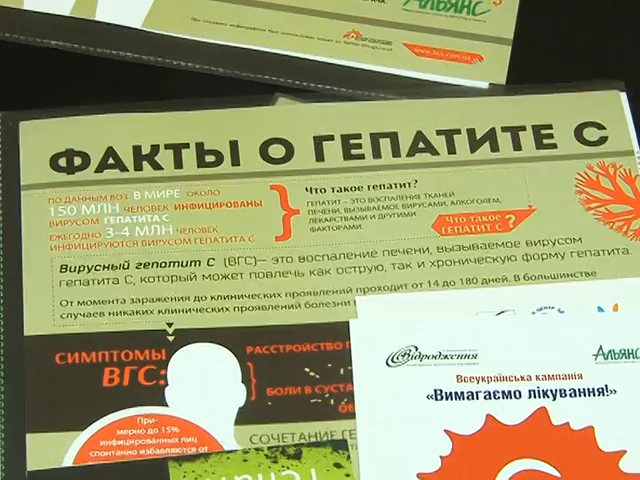 Альянс
www.
ФАКТЫ О ГЕПАТИТЕ С
ПО ДАННЫМ ВОЗ В МИРЕ ОКОЛО
150 МЛН ЧЕЛОВЕК ИНФИЦИРОВАНЫ
ВИРУСОМ ГЕПАТИТА С
ЕЖЕГОДНО 3-4 МЛН ЧЕЛОВЕК
ИНФИЦИРУЮТСЯ ВИРУСОМ ГЕПАТИТА С
Что такое гепатит?
ГЕПАТИТ – ЭТО ВОСПАЛЕНИЕ ТКАНЕЙ
ПЕЧЕНИ, ВЫЗЫВАЕМОЕ ВИРУСАМИ, АЛКОГОЛЕМ,
ЛЕКАРСТВАМИ И ДРУГИМИ
ФАКТОРАМИ.
Что такое
ГЕПАТИТ С ?
Вирусный гепатит С (ВГС)– это воспаление печени, вызываемое вирусом
гепатита С, который может повлечь как острую, так и хроническую форму гепатита.
От момента заражения до клинических проявлений проходит от 14 до 180 дней. В большинстве
случаев никаких клинических проявлений болезни
СИМПТОМЫ
ВГС:
РАССТРОЙСТВО
БОЛИ В СУСТА
При-
мерно до 15%
инфицированных лиц
спонтанно избавляются от
СОЧЕТАНИЕ ГЕ
Відродження
Альянс
Всеукраїнська кампанія
«Вимагаємо лікування!»